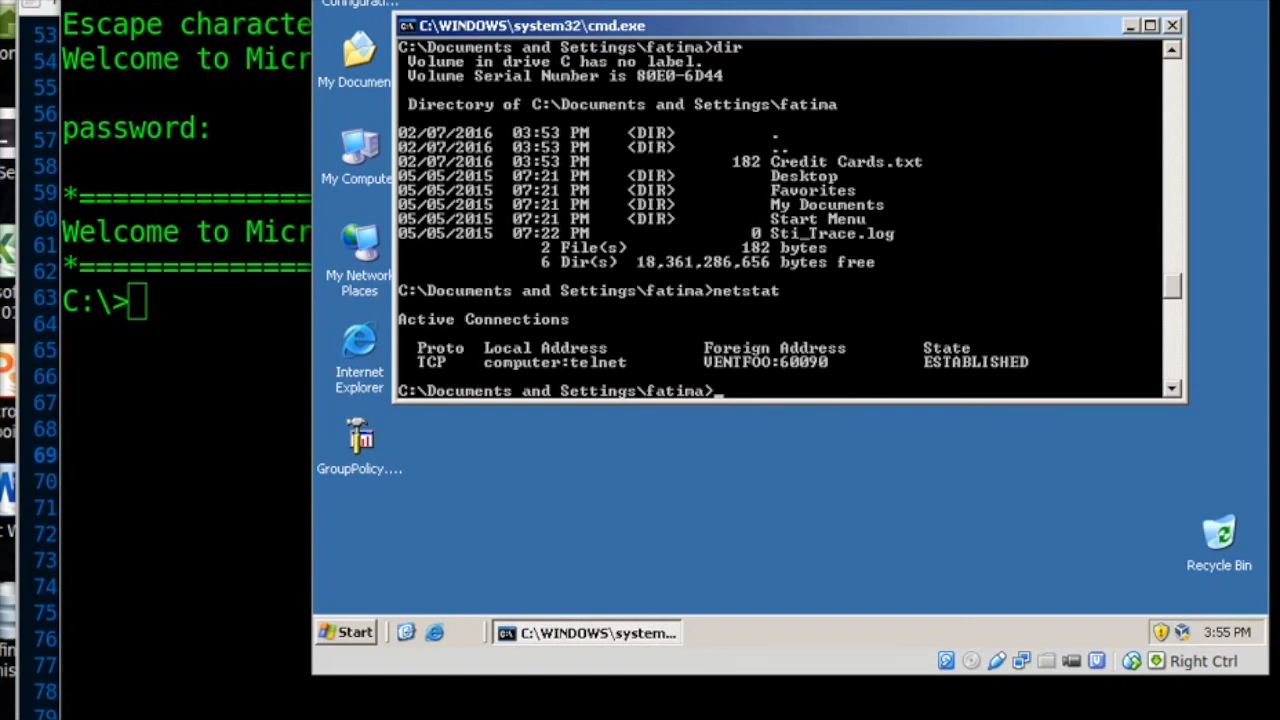 53
54
55
56
57
58
59
60
61
62
63
64
65
66
67
68
69
70
71
72
73
74
75
76
77
78
79
Escape characte
Welcome to Micr
password:
*===============
Welcome to Micr
*===============
C:\>
My Documen
My Compute
My Network
Places
Internet
Explorer
GroupPolicy....
C:\WINDOWS\system32\cmd.exe
C:\Documents and Settings\fatima>dir
Volume in drive C has no label.
Volume Serial Number is 80E0-6D44
Directory of C:\Documents and Settings\fatima
02/07/2016 03:53 PM <DIR> .
02/07/2016 03:53 PM <DIR> ..
02/07/2016 03:53 PM 182 Credit Cards.txt
05/05/2015 07:21 PM <DIR> Desktop
05/05/2015 07:21 PM <DIR> Favorites
05/05/2015 07:21 PM <DIR> My Documents
05/05/2015 07:21 PM <DIR> Start Menu
05/05/2015 07:22 PM 0 Sti_Trace.log
2 File(s) 182 bytes
6 Dir(s) 18,361,286,656 bytes free
C:\Documents and Settings\fatima>netstat
Active Connections
Proto Local Address Foreign Address State
TCP computer:telnet VENTFOO:60090 ESTABLISHED
C:\Documents and Settings\fatima>_
Recycle Bin
Start
C:\WINDOWS\system...
3:55 PM
Right Ctrl